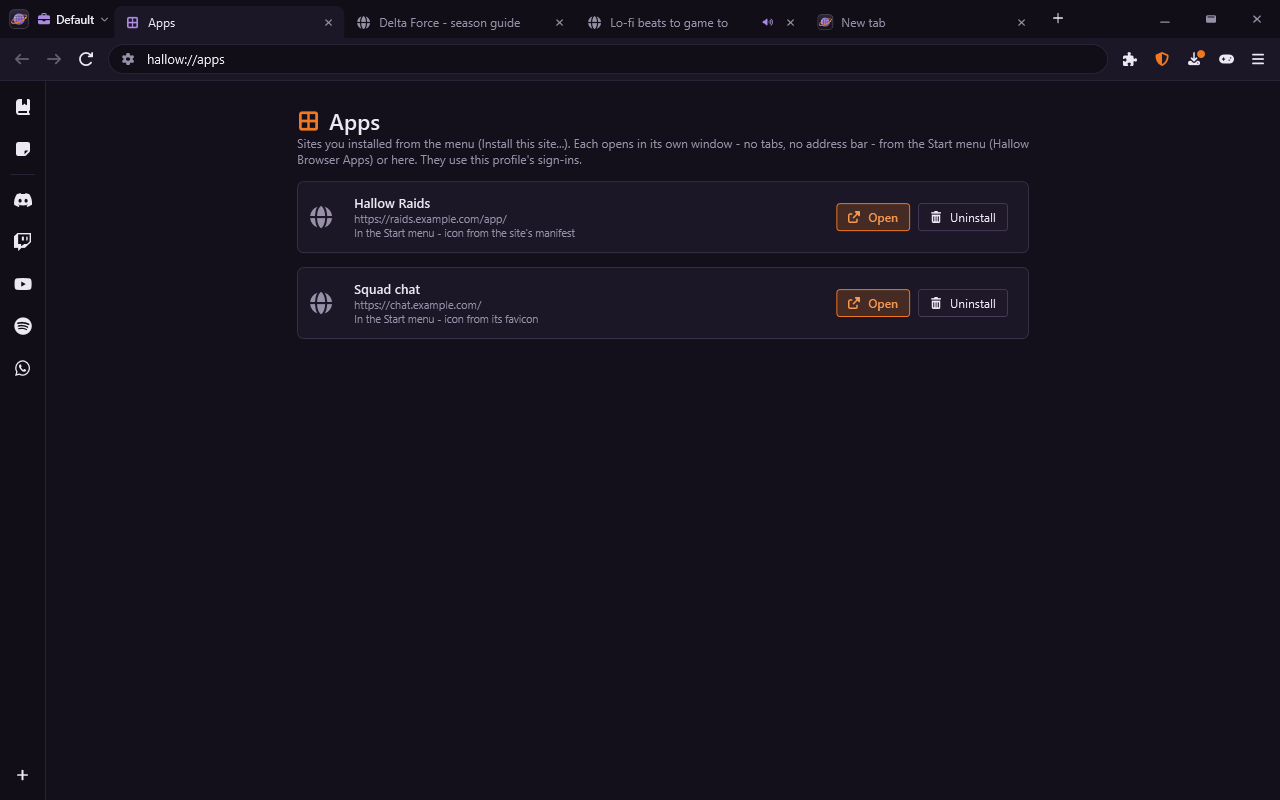 Default
Apps
Delta Force - season guide
Lo-fi beats to game to
New tab
hallow://apps
Apps
Sites you installed from the menu (Install this site...). Each opens in its own window - no tabs, no address bar - from the Start menu (Hallow
Browser Apps) or here. They use this profile's sign-ins.
Hallow Raids
https://raids.example.com/app/
In the Start menu - icon from the site's manifest
Open
Uninstall
Squad chat
https://chat.example.com/
In the Start menu - icon from its favicon
Open
Uninstall